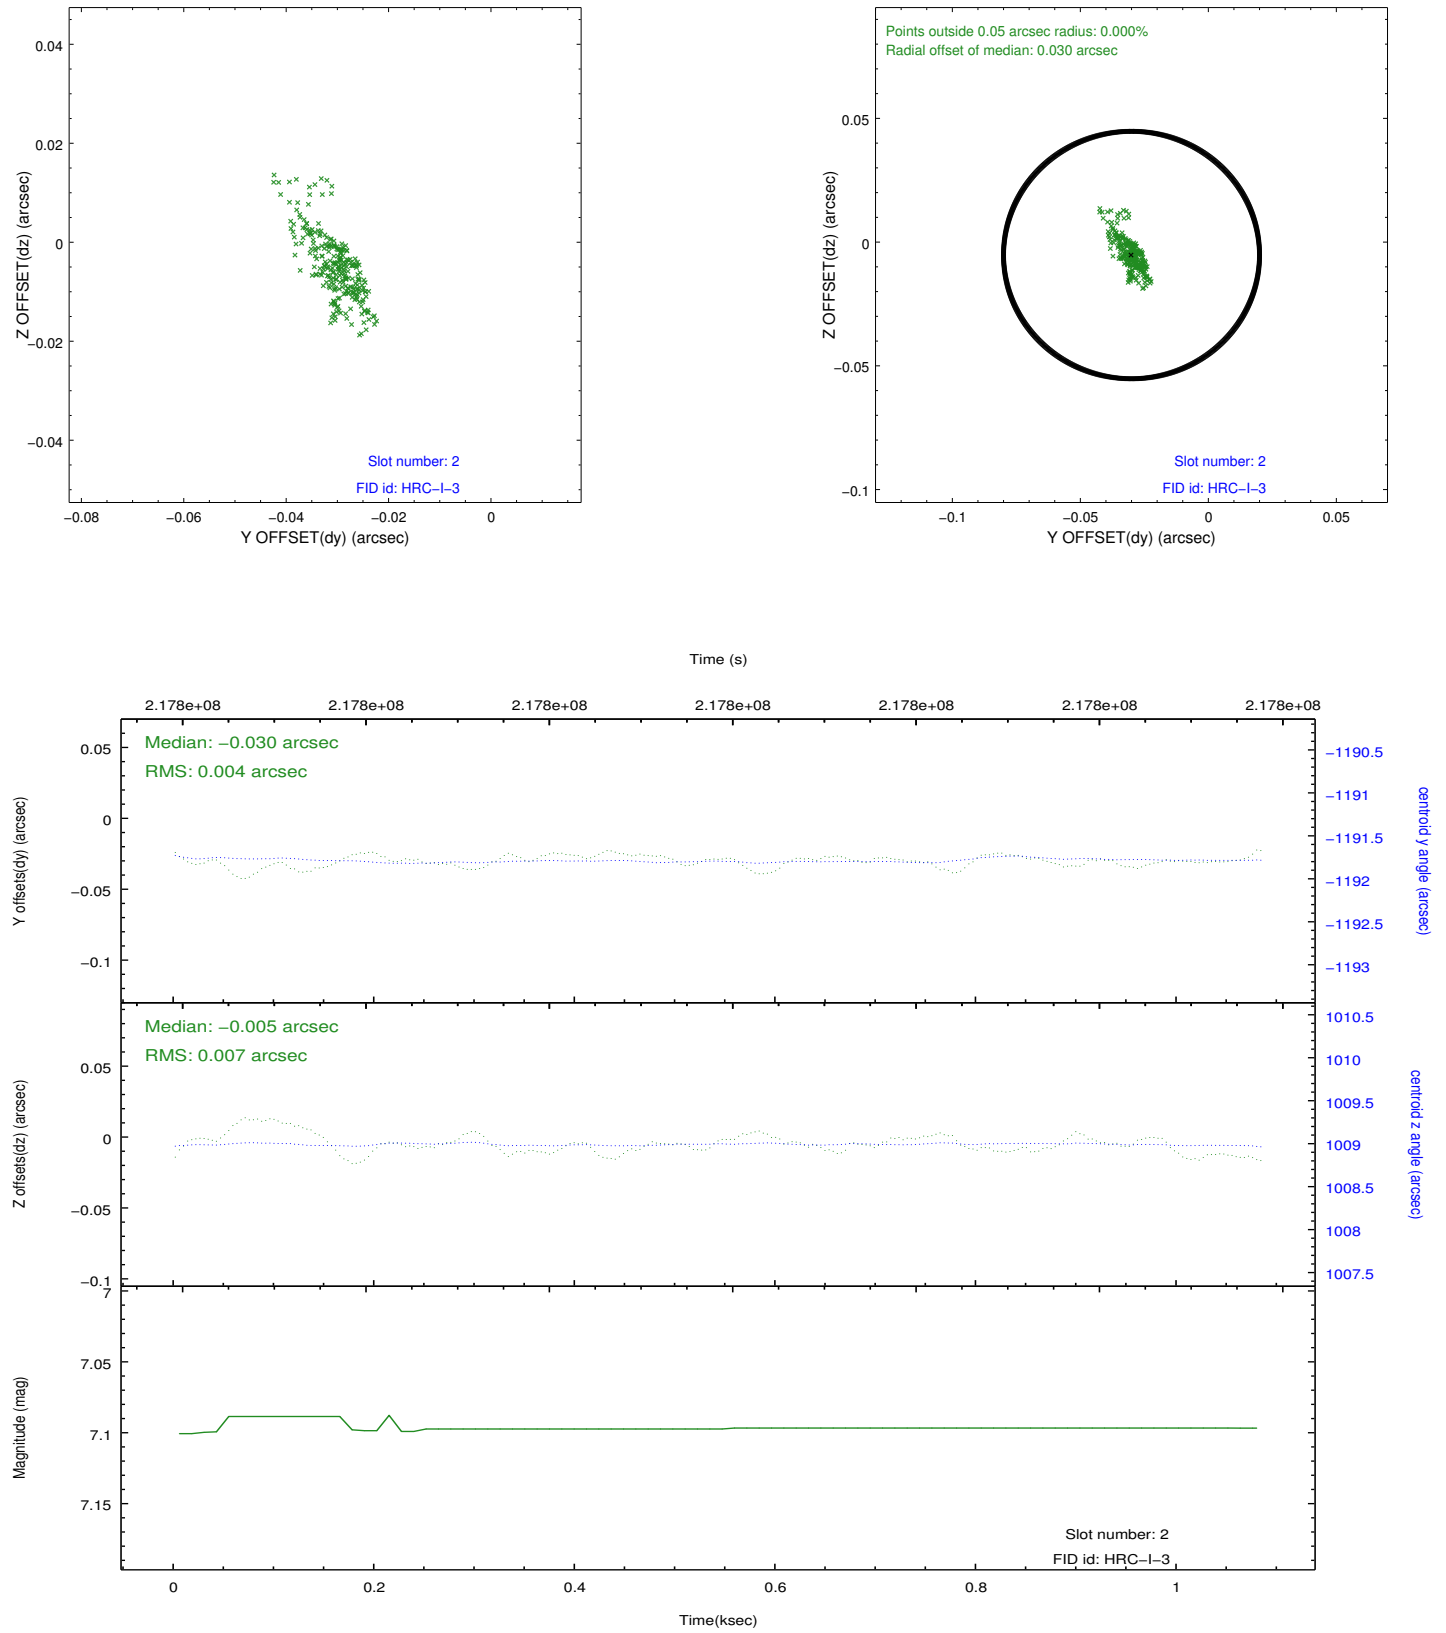 0.04
0.02
0
−0.02
−0.04
Z OFFSET(dz) (arcsec)
Slot number: 2
FID id: HRC−I−3
−0.08
−0.06
−0.04
−0.02
0
Y OFFSET(dy) (arcsec)
Points outside 0.05 arcsec radius: 0.000%
Radial offset of median: 0.030 arcsec
0.05
0
−0.05
−0.1
Z OFFSET(dz) (arcsec)
Slot number: 2
FID id: HRC−I−3
−0.1
−0.05
0
0.05
Y OFFSET(dy) (arcsec)
Time (s)
2.178e+08
2.178e+08
2.178e+08
2.178e+08
2.178e+08
2.178e+08
2.178e+08
Median: −0.030 arcsec
RMS: 0.004 arcsec
0.05
0
−0.05
−0.1
Y offsets(dy) (arcsec)
−1190.5
−1191
−1191.5
−1192
−1192.5
−1193
centroid y angle (arcsec)
Median: −0.005 arcsec
RMS: 0.007 arcsec
0.05
0
−0.05
−0.1
Z offsets(dz) (arcsec)
1010.5
1010
1009.5
1009
1008.5
1008
1007.5
centroid z angle (arcsec)
7
7.05
7.1
7.15
Magnitude (mag)
Slot number: 2
FID id: HRC−I−3
0
0.2
0.4
0.6
0.8
1
Time(ksec)